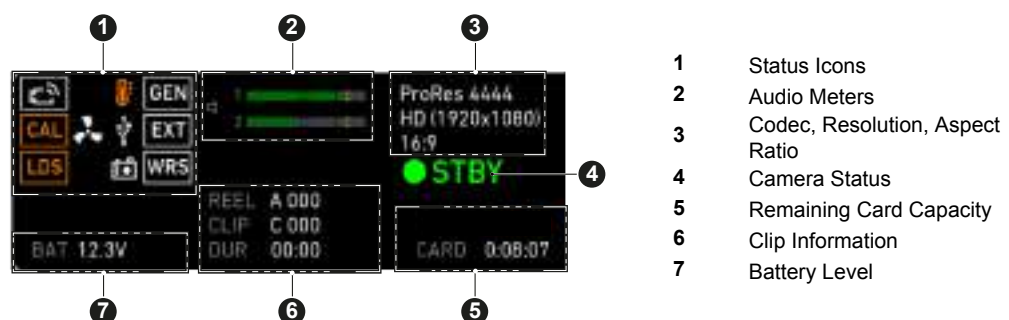 1 2 3
GEN
CAL EXT
LDS WRS
1
2
ProRes 4444
HD (1920x1080)
16:9
STBY 4
REEL A 000
CLIP C 000
DUR 00:00
BAT 12.3V
CARD 0:08:07
7 6 5
1 Status Icons
2 Audio Meters
3 Codec, Resolution, Aspect
Ratio
4 Camera Status
5 Remaining Card Capacity
6 Clip Information
7 Battery Level